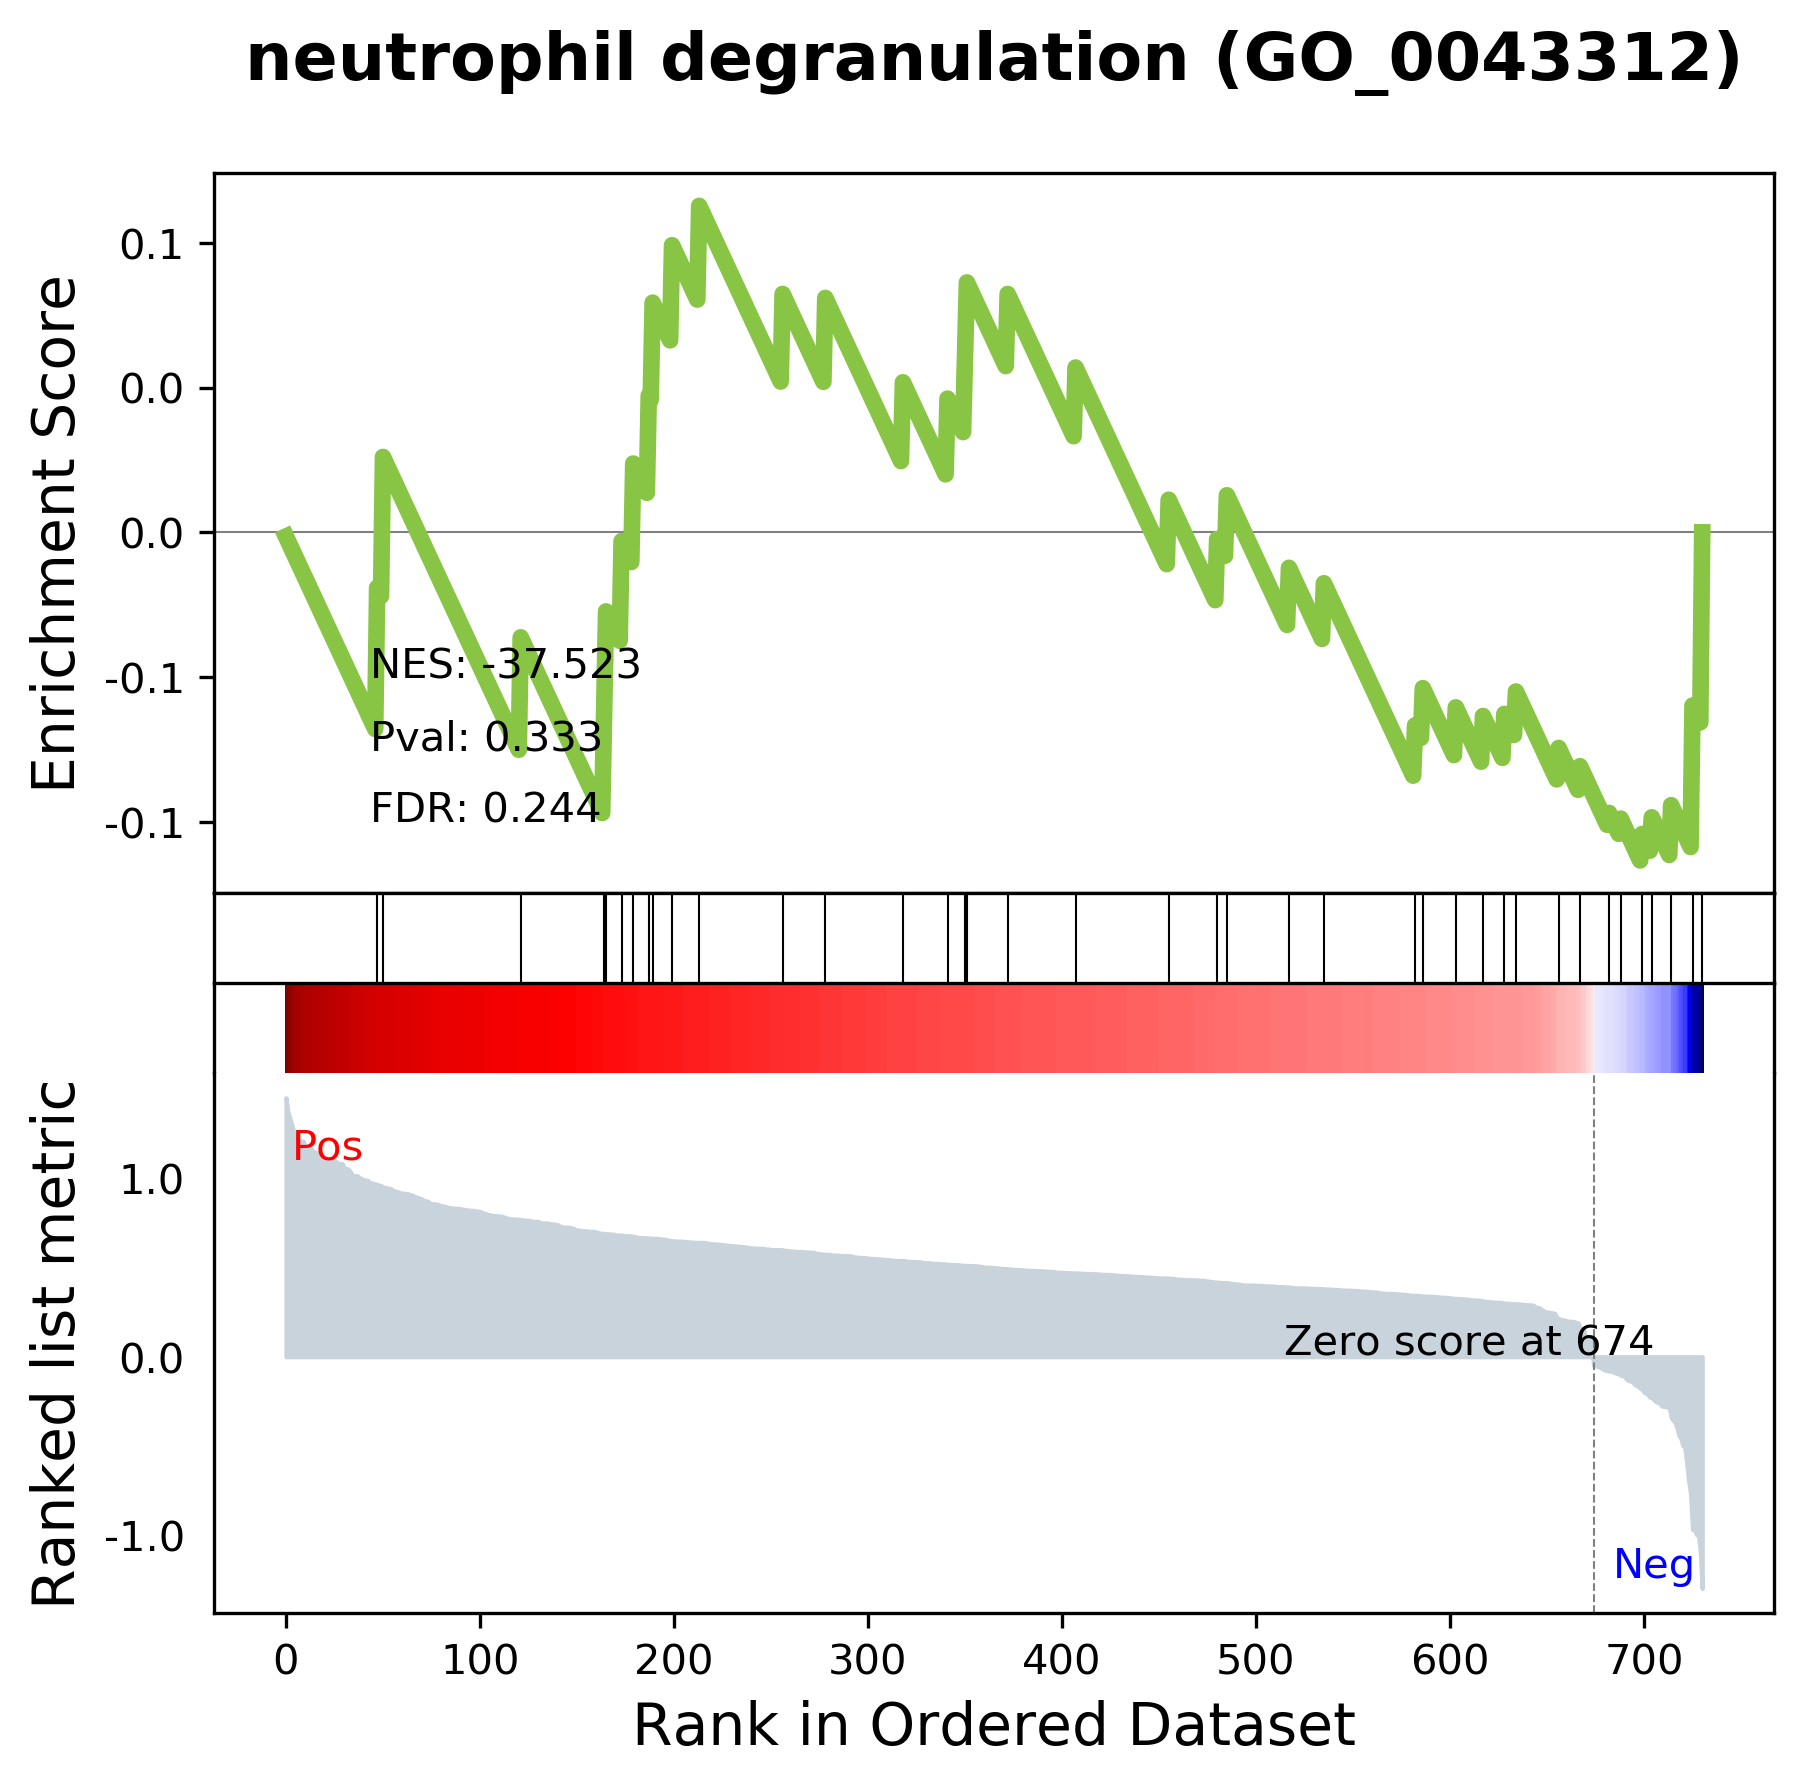 neutrophil degranulation (GO_0043312)
Enrichment Score
0.1
0.0
0.0
-0.1
-0.1
NES: -37.523
Pval: 0.333
FDR: 0.244
Ranked list metric
1.0
0.0
-1.0
Pos
Zero score at 674
Neg
0 100 200 300 400 500 600 700
Rank in Ordered Dataset